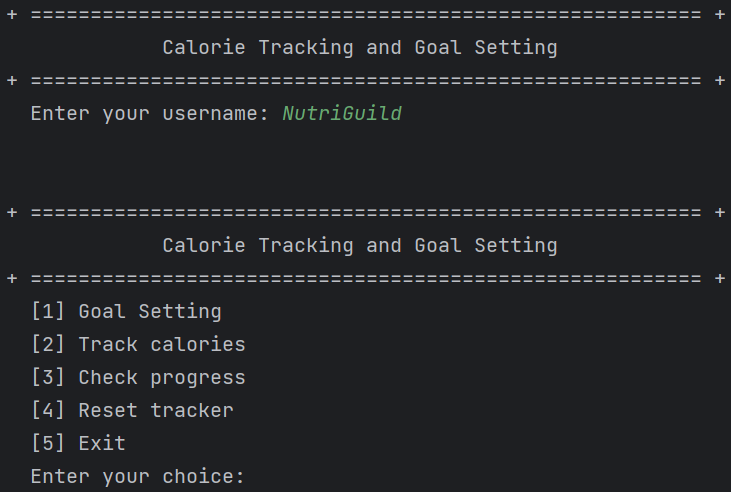 + ======================================================== +
Calorie Tracking and Goal Setting
+ ======================================================== +
Enter your username: NutriGuild
+ ======================================================== +
Calorie Tracking and Goal Setting
+ ======================================================== +
[1] Goal Setting
[2] Track calories
[3] Check progress
[4] Reset tracker
[5] Exit
Enter your choice: